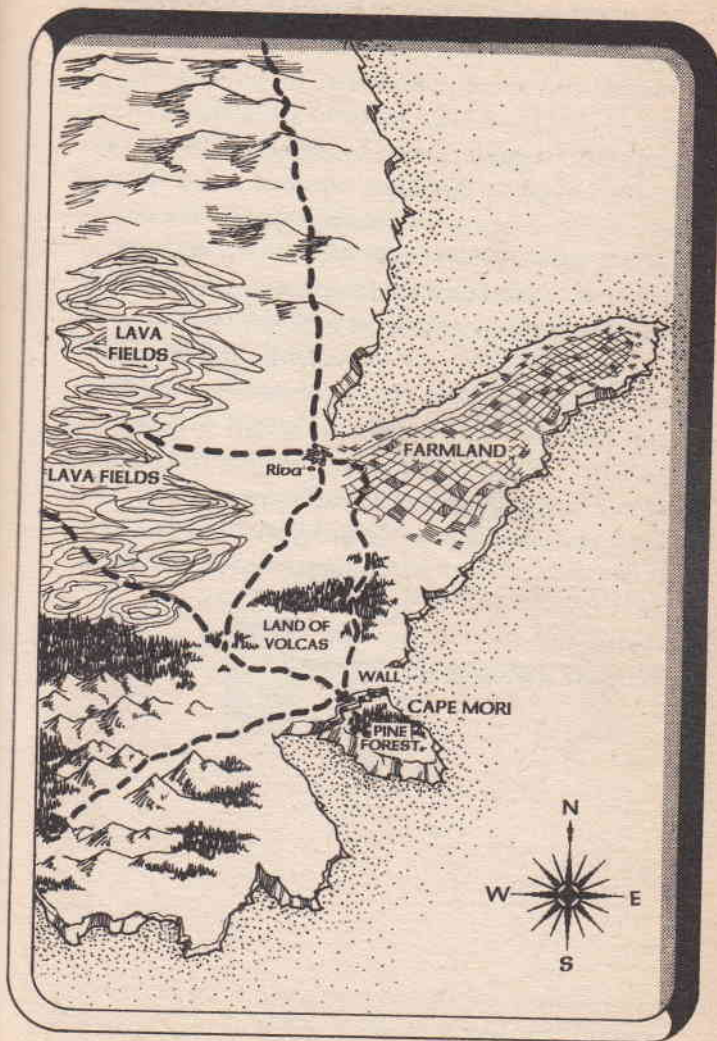 LAVA
FIELDS
FARMLAND
Riva
LAVA FIELDS
LAND OF
VOLCAS
WALL
CAPE MORI
PINE
FOREST
N
W
E
S